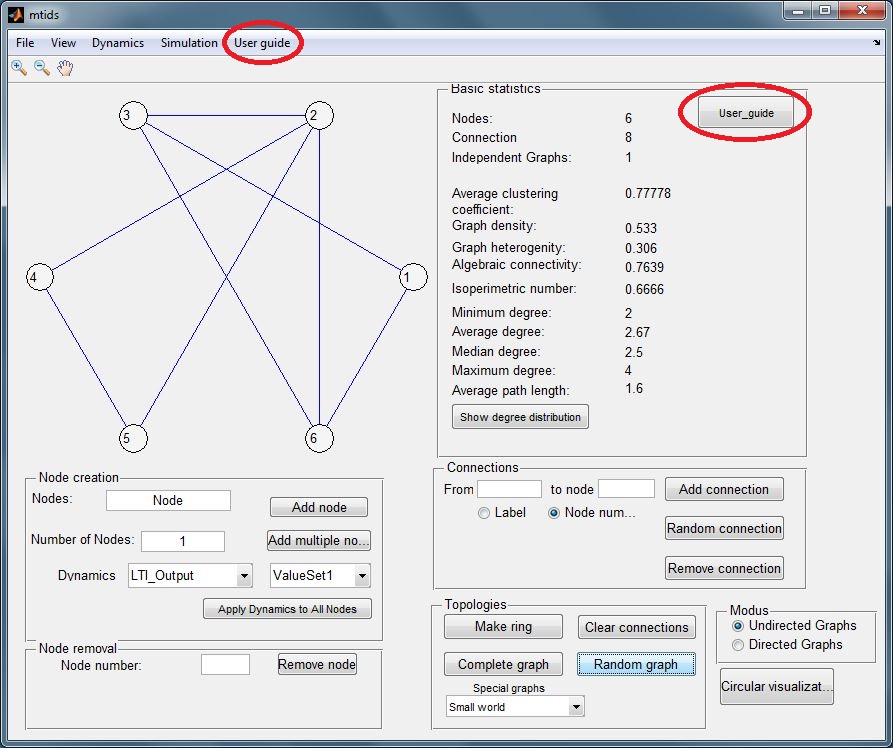 mtids
File View Dynamics Simulation User guide
Basic statistics
User_guide
Nodes: 6
Connection 8
Independent Graphs: 1
Average clustering
coefficient: 0.77778
Graph density: 0.533
Graph heterogenity: 0.306
Algebraic connectivity: 0.7639
Isoperimetric number: 0.6666
Minimum degree: 2
Average degree: 2.67
Median degree: 2.5
Maximum degree: 4
Average path length: 1.6
Show degree distribution
3 2
4 1
5 6
Node creation
Nodes: Node Add node
Number of Nodes: 1 Add multiple no...
Dynamics LTI_Output ValueSet1
Apply Dynamics to All Nodes
Node removal
Node number: Remove node
Connections
From to node Add connection
Label Node num...
Random connection
Remove connection
Topologies
Make ring Clear connections
Complete graph Random graph
Special graphs
Small world
Modus
Undirected Graphs
Directed Graphs
Circular visualizat...